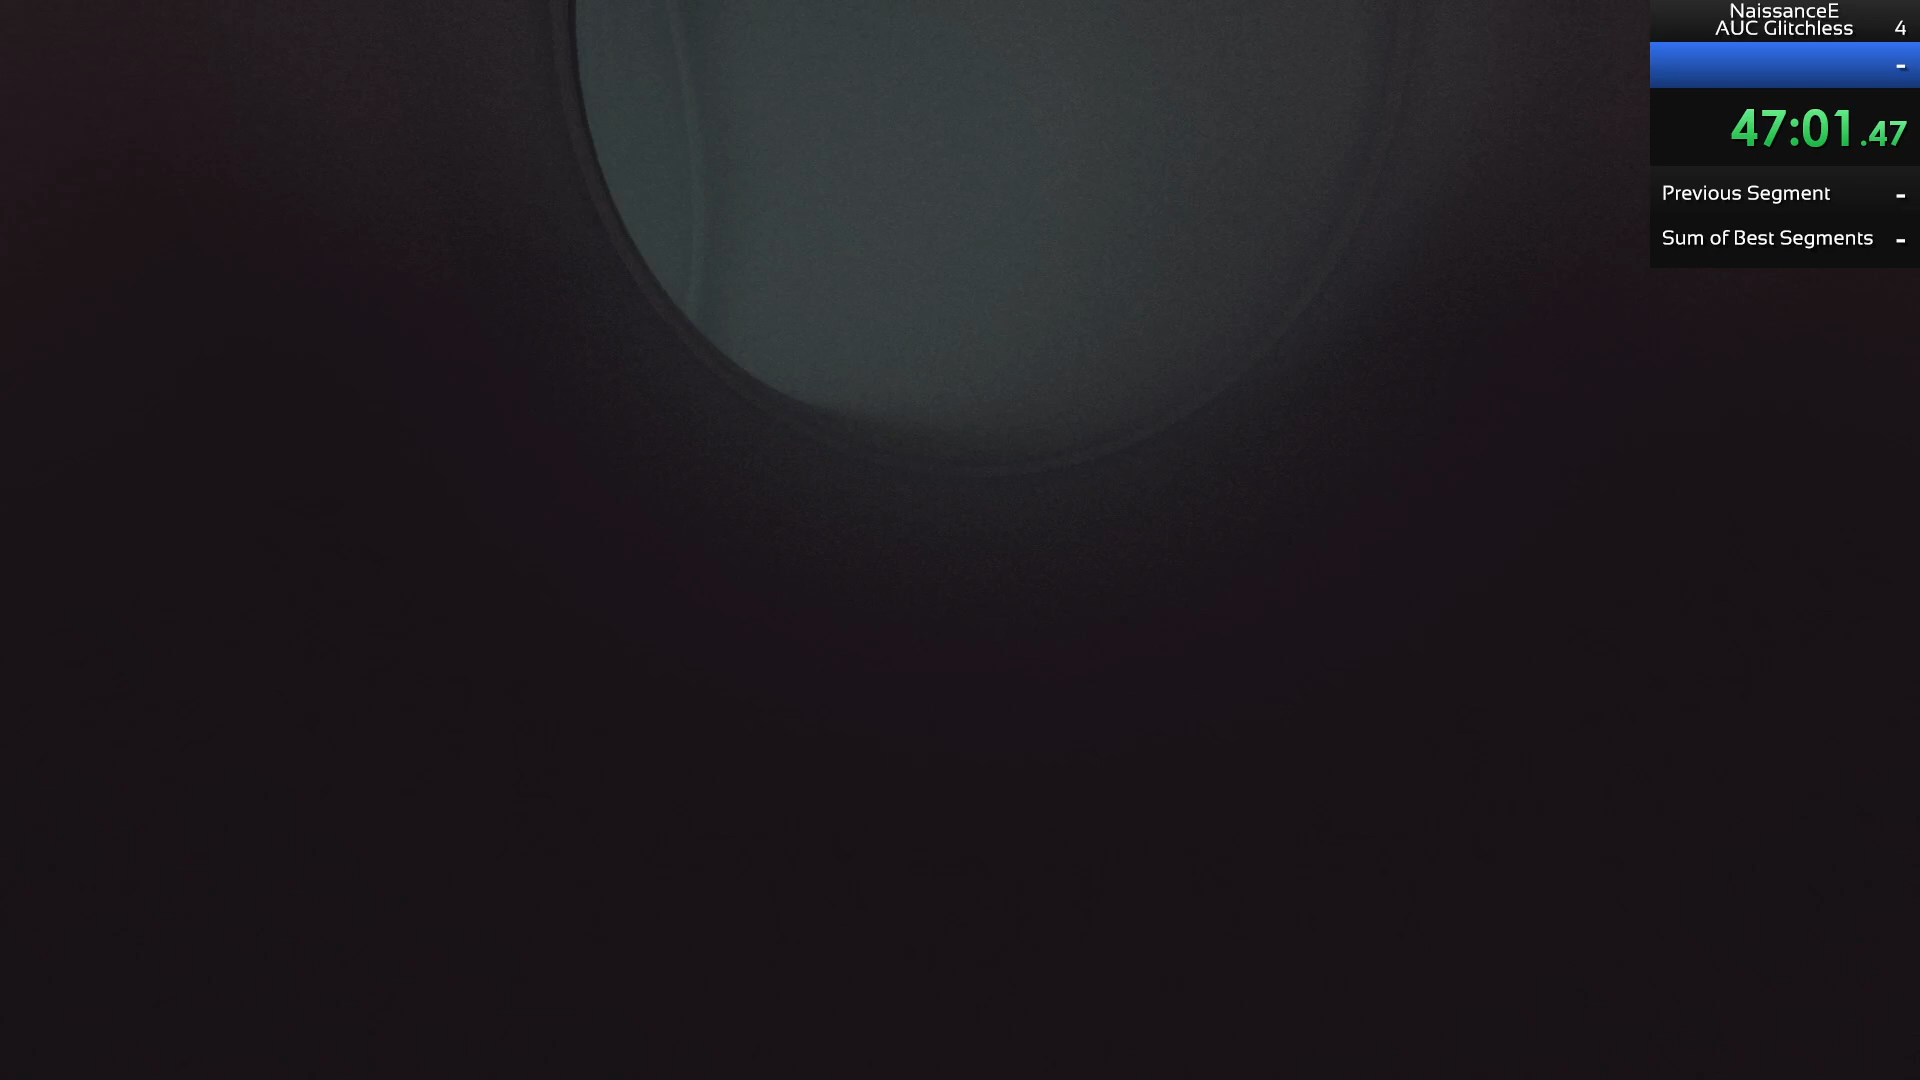 NaissanceE
AUC Glitchless 4
-
47:01.47
Previous Segment -
Sum of Best Segments -